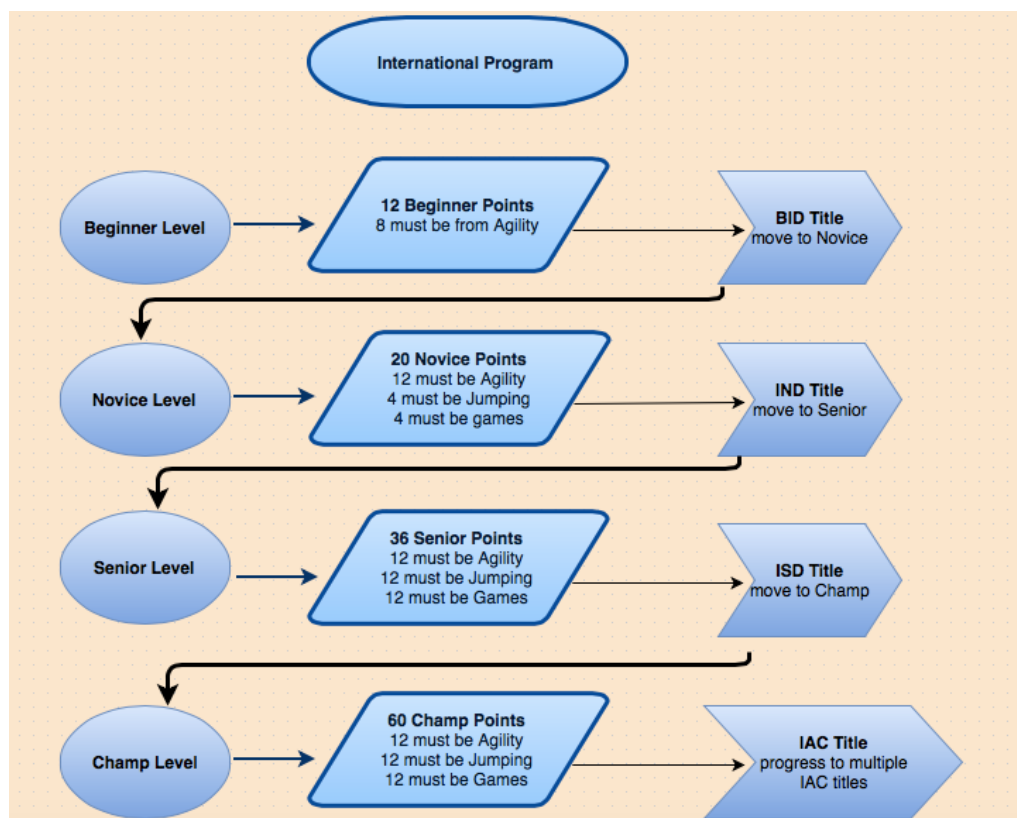 International Program
Beginner Level
12 Beginner Points
8 must be from Agility
BID Title
move to Novice
Novice Level
20 Novice Points
12 must be Agility
4 must be Jumping
4 must be games
IND Title
move to Senior
Senior Level
36 Senior Points
12 must be Agility
12 must be Jumping
12 must be Games
ISD Title
move to Champ
Champ Level
60 Champ Points
12 must be Agility
12 must be Jumping
12 must be Games
IAC Title
progress to multiple
IAC titles